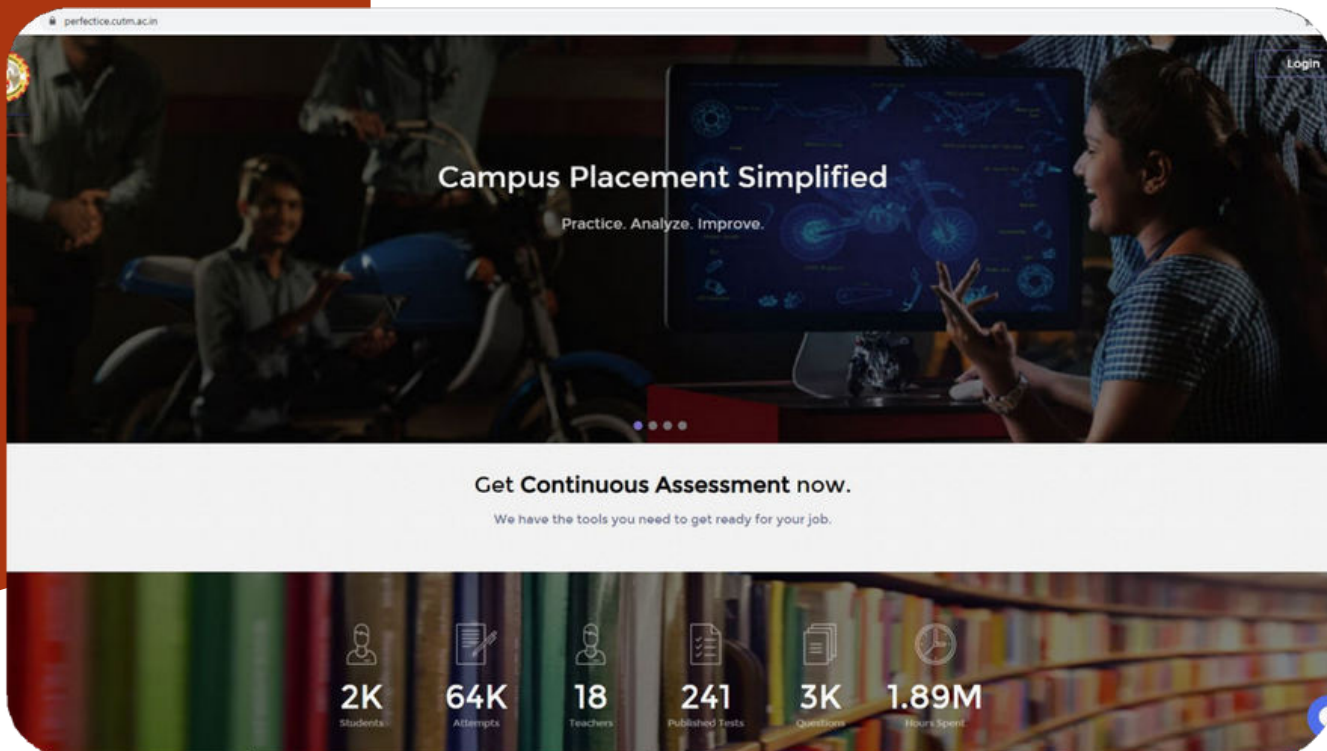 perfectice.cutm.ac.in
Login
Campus Placement Simplified
Practice. Analyze. Improve.
Get Continuous Assessment now.
We have the tools you need to get ready for your job.
2K
Students
64K
Attempts
18
Teachers
241
Published Tests
3K
Questions
1.89M
Hours Spent